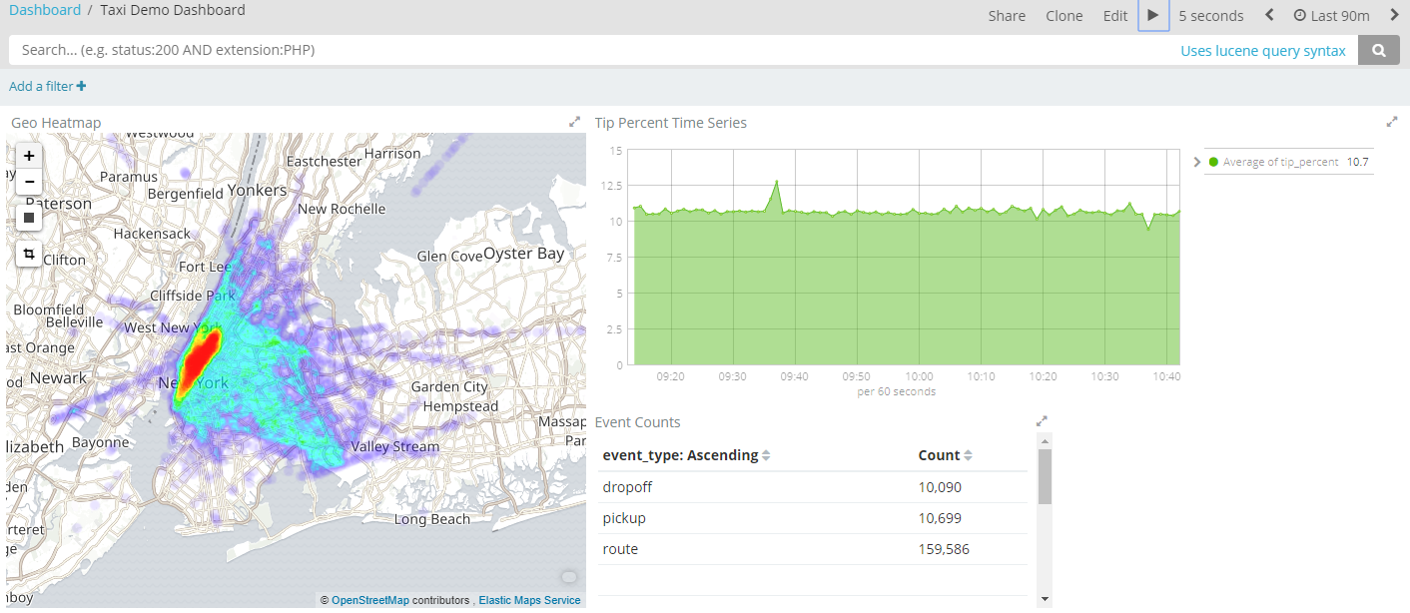 Dashboard / Taxi Demo Dashboard
Share Clone Edit 5 seconds Last 90m
Search... (e.g. status:200 AND extension:PHP) Uses lucene query syntax
Add a filter
Geo Heatmap
Westwood
Harrison
Eastchester
Paramus
Bergenfield
Yonkers
Paterson
New Rochelle
Hackensack
Glen Cove
Oyster Bay
Clifton
Fort Lee
Cliffside Park
Bloomfield
Belleville
West New York
ast Orange
Newark
New York
Garden City
Hempstead
Massap
Bayonne
lizabeth
Valley Stream
Par
den
Long Beach
rteret
ge
nboy
© OpenStreetMap contributors , Elastic Maps Service
Tip Percent Time Series
15
12.5
10
7.5
5
2.5
0
09:20 09:30 09:40 09:50 10:00 10:10 10:20 10:30 10:40
per 60 seconds
Average of tip_percent 10.7
Event Counts
event_type: Ascending Count
dropoff 10,090
pickup 10,699
route 159,586